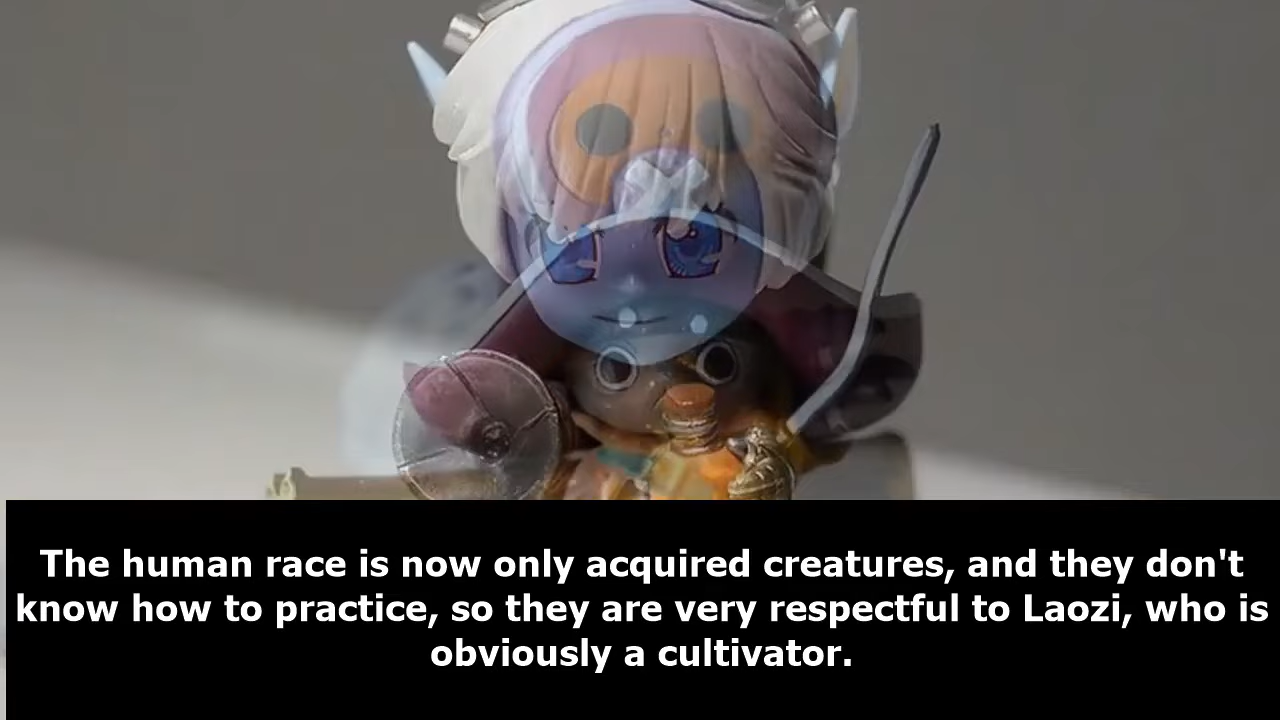 The human race is now only acquired creatures, and they don't
know how to practice, so they are very respectful to Laozi, who is
obviously a cultivator.